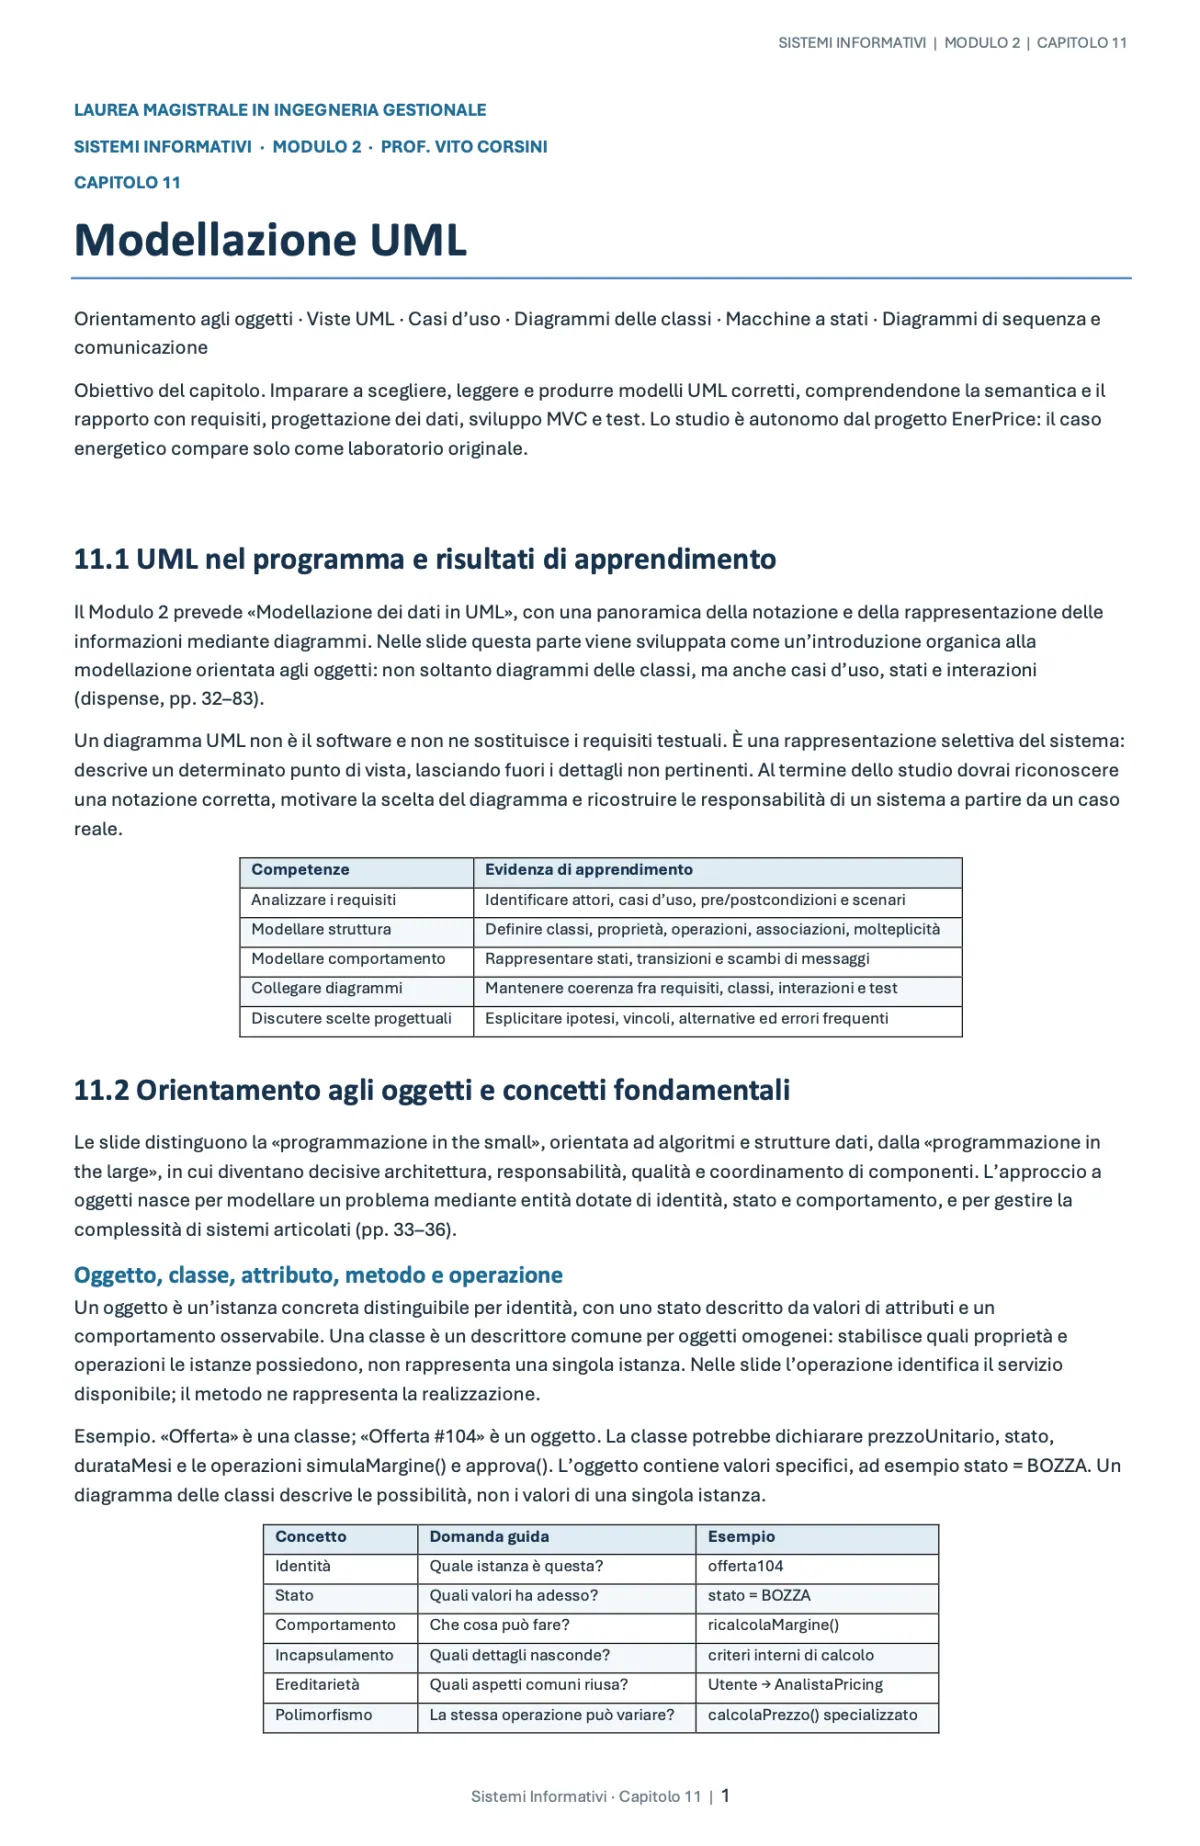 SISTEMI INFORMATIVI | MODULO 2 | CAPITOLO 11
LAUREA MAGISTRALE IN INGEGNERIA GESTIONALE
SISTEMI INFORMATIVI · MODULO 2 · PROF. VITO CORSINI
CAPITOLO 11
Modellazione UML
Orientamento agli oggetti · Viste UML · Casi d’uso · Diagrammi delle classi · Macchine a stati · Diagrammi di sequenza e
comunicazione
Obiettivo del capitolo. Imparare a scegliere, leggere e produrre modelli UML corretti, comprendendone la semantica e il
rapporto con requisiti, progettazione dei dati, sviluppo MVC e test. Lo studio è autonomo dal progetto EnerPrice: il caso
energetico compare solo come laboratorio originale.
11.1 UML nel programma e risultati di apprendimento
Il Modulo 2 prevede «Modellazione dei dati in UML», con una panoramica della notazione e della rappresentazione delle
informazioni mediante diagrammi. Nelle slide questa parte viene sviluppata come un’introduzione organica alla
modellazione orientata agli oggetti: non soltanto diagrammi delle classi, ma anche casi d’uso, stati e interazioni
(dispense, pp. 32–83).
Un diagramma UML non è il software e non ne sostituisce i requisiti testuali. È una rappresentazione selettiva del sistema:
descrive un determinato punto di vista, lasciando fuori i dettagli non pertinenti. Al termine dello studio dovrai riconoscere
una notazione corretta, motivare la scelta del diagramma e ricostruire le responsabilità di un sistema a partire da un caso
reale.
Competenze Evidenza di apprendimento
Analizzare i requisiti Identificare attori, casi d’uso, pre/postcondizioni e scenari
Modellare struttura Definire classi, proprietà, operazioni, associazioni, molteplicità
Modellare comportamento Rappresentare stati, transizioni e scambi di messaggi
Collegare diagrammi Mantenere coerenza fra requisiti, classi, interazioni e test
Discutere scelte progettuali Esplicitare ipotesi, vincoli, alternative ed errori frequenti
11.2 Orientamento agli oggetti e concetti fondamentali
Le slide distinguono la «programmazione in the small», orientata ad algoritmi e strutture dati, dalla «programmazione in
the large», in cui diventano decisive architettura, responsabilità, qualità e coordinamento di componenti. L’approccio a
oggetti nasce per modellare un problema mediante entità dotate di identità, stato e comportamento, e per gestire la
complessità di sistemi articolati (pp. 33–36).
Oggetto, classe, attributo, metodo e operazione
Un oggetto è un’istanza concreta distinguibile per identità, con uno stato descritto da valori di attributi e un
comportamento osservabile. Una classe è un descrittore comune per oggetti omogenei: stabilisce quali proprietà e
operazioni le istanze possiedono, non rappresenta una singola istanza. Nelle slide l’operazione identifica il servizio
disponibile; il metodo ne rappresenta la realizzazione.
Esempio. «Offerta» è una classe; «Offerta #104» è un oggetto. La classe potrebbe dichiarare prezzoUnitario, stato,
durataMesi e le operazioni simulaMargine() e approva(). L’oggetto contiene valori specifici, ad esempio stato = BOZZA. Un
diagramma delle classi descrive le possibilità, non i valori di una singola istanza.
Concetto Domanda guida Esempio
Identità Quale istanza è questa? offerta104
Stato Quali valori ha adesso? stato = BOZZA
Comportamento Che cosa può fare? ricalcolaMargine()
Incapsulamento Quali dettagli nasconde? criteri interni di calcolo
Ereditarietà Quali aspetti comuni riusa? Utente → AnalistaPricing
Polimorfismo La stessa operazione può variare? calcolaPrezzo() specializzato
Sistemi Informativi · Capitolo 11 | 1